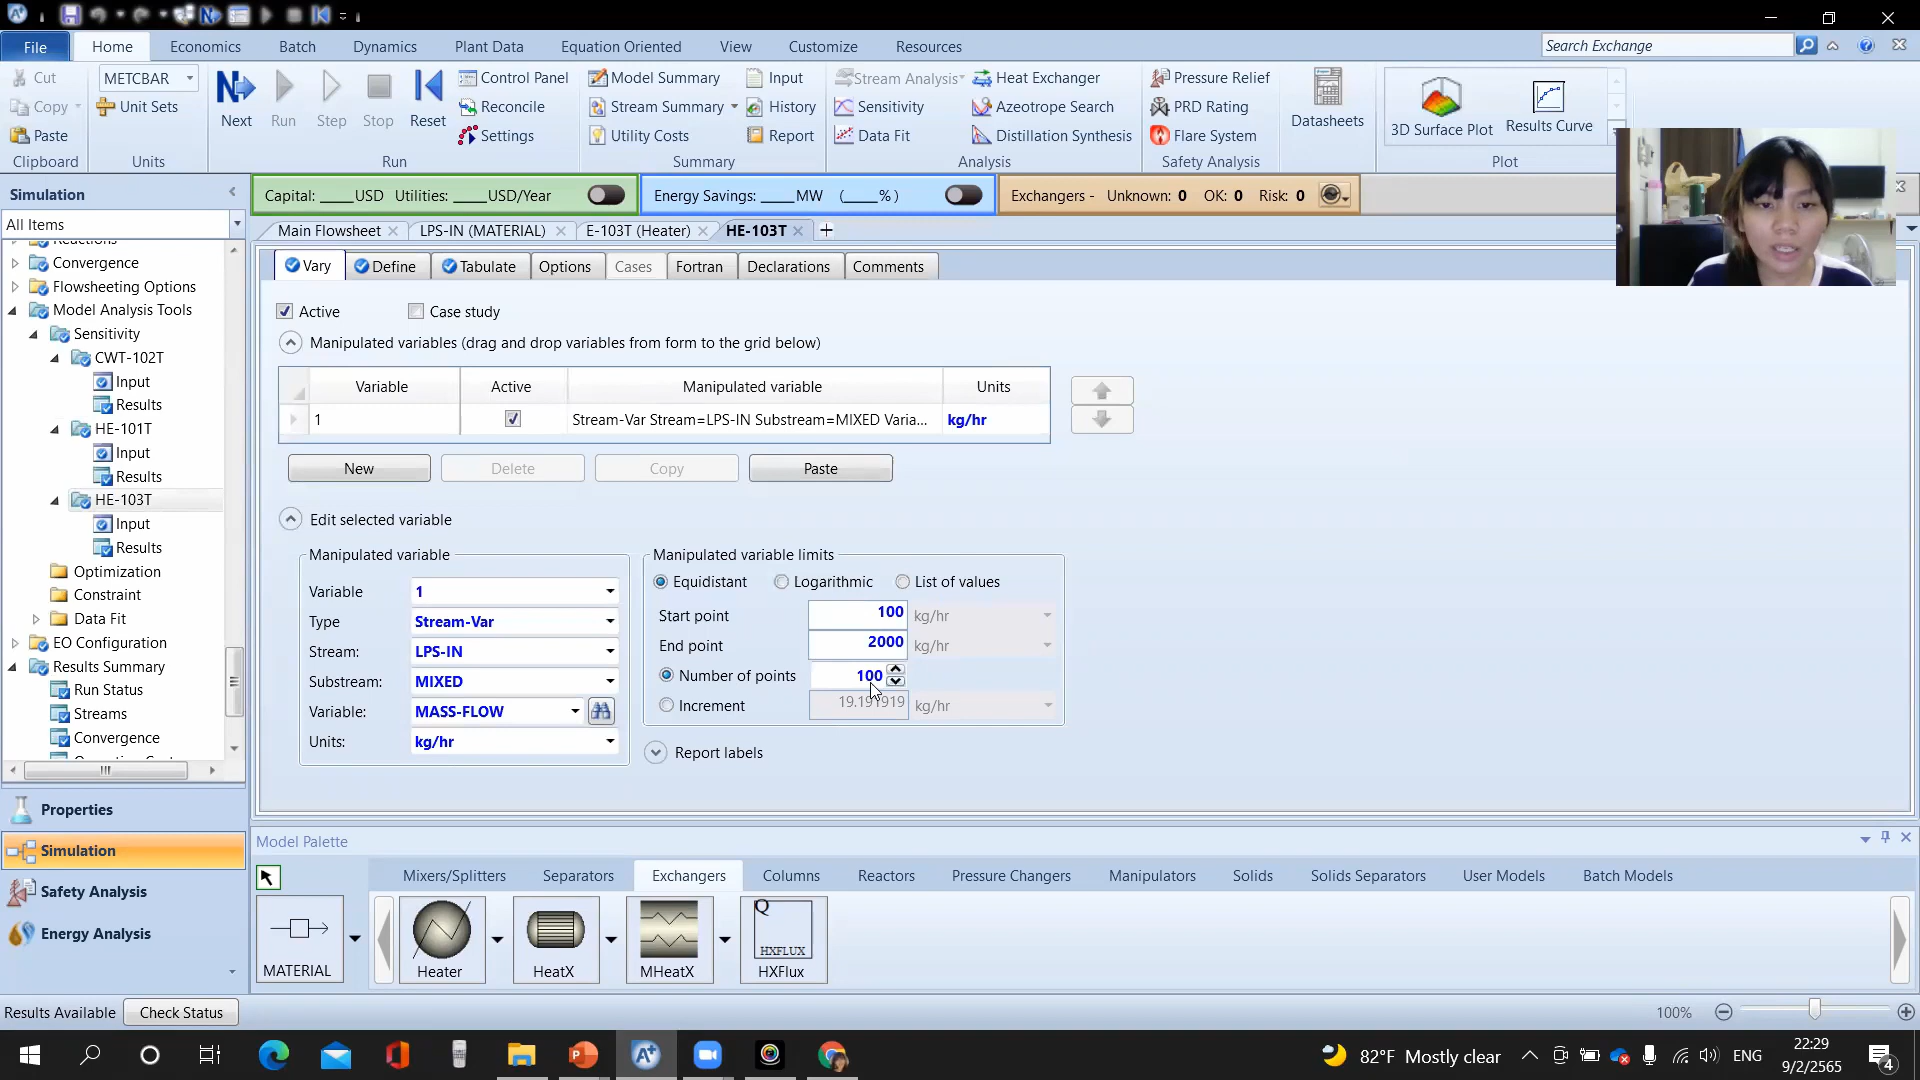 File Home Economics Batch Dynamics Plant Data Equation Oriented View Customize Resources Search Exchange
Cut METCBAR Control Panel Model Summary Input Stream Analysis Heat Exchanger Pressure Relief
Copy Unit Sets Next Run Step Stop Reset Reconcile Stream Summary History Sensitivity Azeotrope Search PRD Rating Datasheets 3D Surface Plot Results Curve
Paste Settings Utility Costs Report Data Fit Distillation Synthesis Flare System
Clipboard Units Run Summary Analysis Safety Analysis Plot
Simulation Capital: ____USD Utilities: ____USD/Year Energy Savings: ____MW (____%) Exchangers - Unknown: 0 OK: 0 Risk: 0
All Items Main Flowsheet LPS-IN (MATERIAL) E-103T (Heater) HE-103T
Reactions
Convergence
Flowsheeting Options
Model Analysis Tools
Sensitivity
CWT-102T
Input
Results
HE-101T
Input
Results
HE-103T
Input
Results
Optimization
Constraint
Data Fit
EO Configuration
Results Summary
Run Status
Streams
Convergence
Properties
Simulation
Safety Analysis
Energy Analysis
Vary Define Tabulate Options Cases Fortran Declarations Comments
Active Case study
Manipulated variables (drag and drop variables from form to the grid below)
Variable Active Manipulated variable Units
1 Stream-Var Stream=LPS-IN Substream=MIXED Varia... kg/hr
New Delete Copy Paste
Edit selected variable
Manipulated variable
Variable 1
Type Stream-Var
Stream: LPS-IN
Substream: MIXED
Variable: MASS-FLOW
Units: kg/hr
Manipulated variable limits
Equidistant Logarithmic List of values
Start point 100 kg/hr
End point 2000 kg/hr
Number of points 100
Increment 19.191919 kg/hr
Report labels
Model Palette
Mixers/Splitters Separators Exchangers Columns Reactors Pressure Changers Manipulators Solids Solids Separators User Models Batch Models
Q
HXFLUX
MATERIAL Heater HeatX MHeatX HXFlux
Results Available Check Status 100%
82°F Mostly clear ENG 22:29
9/2/2565
4